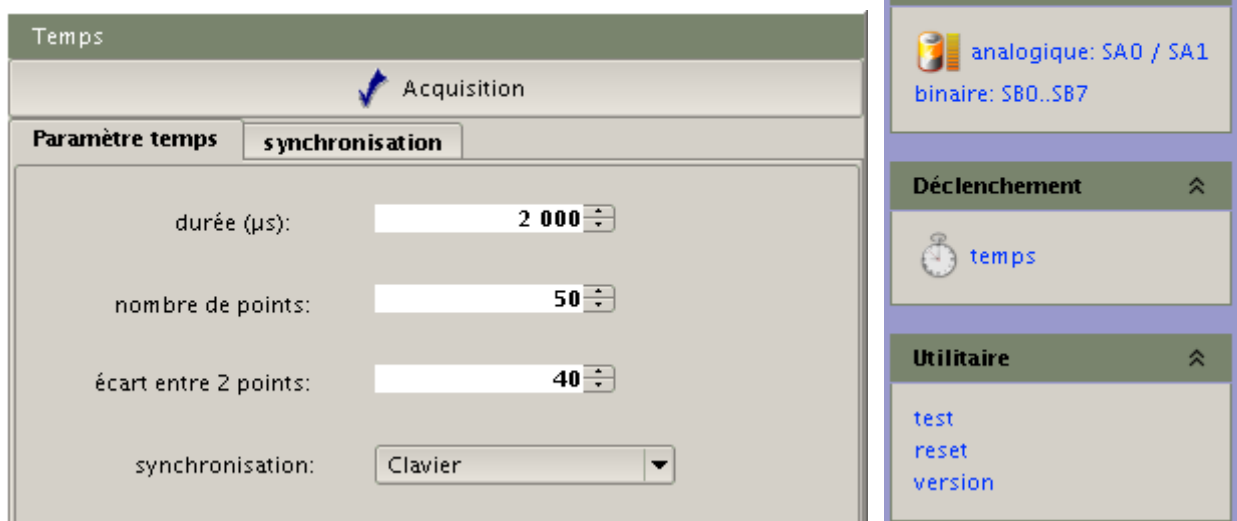 Temps
Acquisition
Paramètre temps
synchronisation
durée (µs):
2 000
nombre de points:
50
écart entre 2 points:
40
synchronisation:
Clavier
analogique: SA0 / SA1
binaire: SB0..SB7
Déclenchement
temps
Utilitaire
test
reset
version